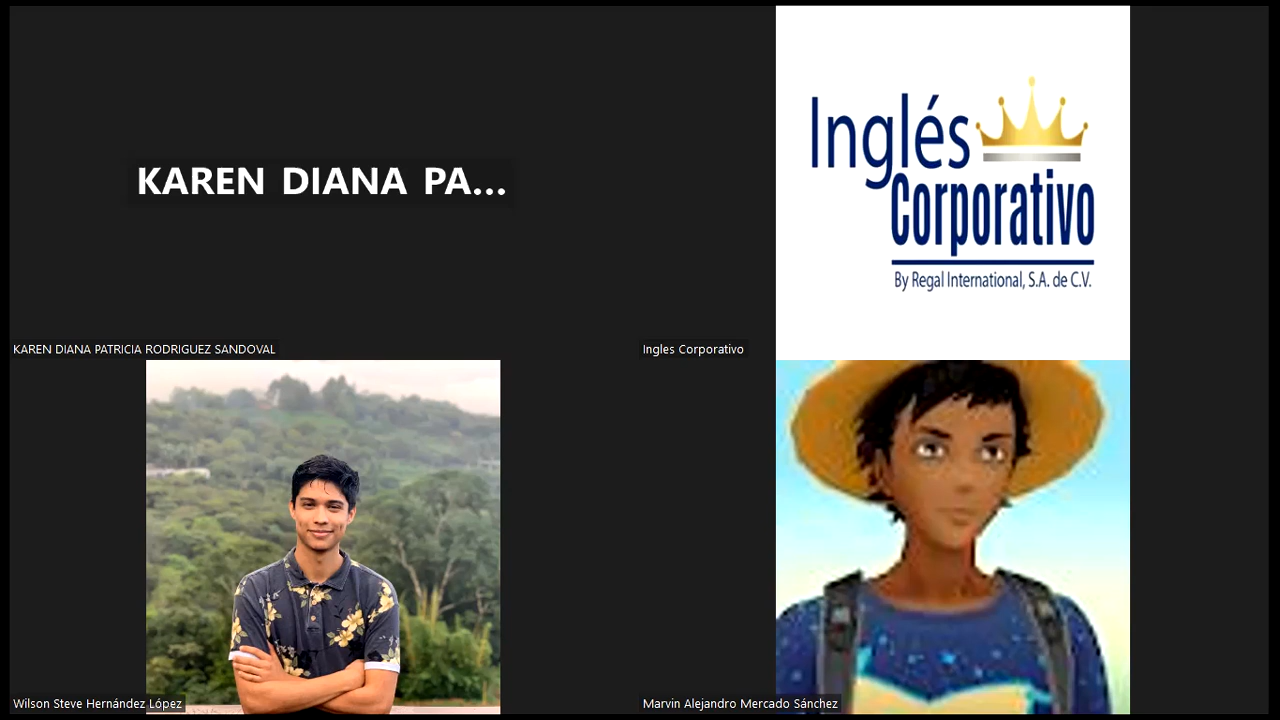 KAREN DIANA PA...
Inglés
Corporativo
By Regal International, S.A. de C.V.
KAREN DIANA PATRICIA RODRIGUEZ SANDOVAL
Ingles Corporativo
Wilson Steve Hernández López
Marvin Alejandro Mercado Sánchez